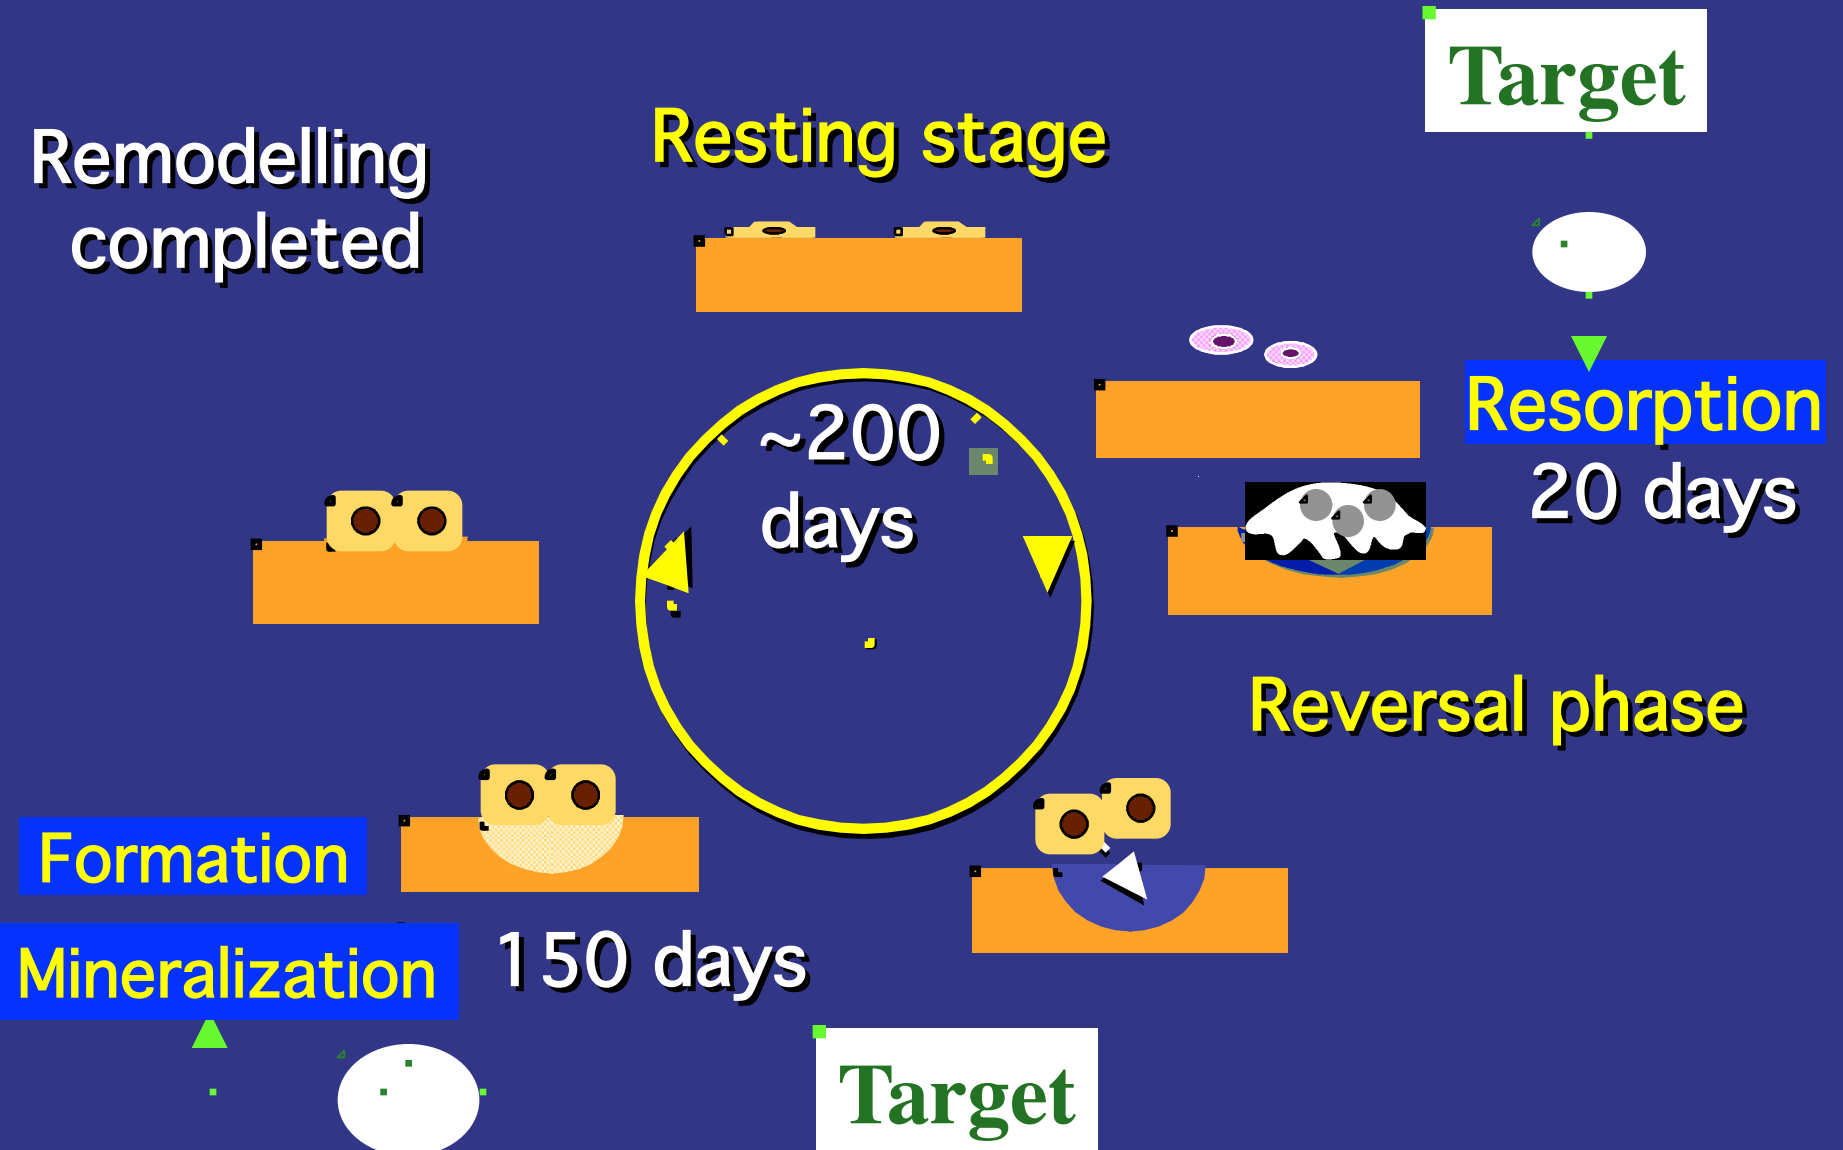 Target
Resting stage
Remodelling
completed
Resorption
20 days
~200
days
Reversal phase
Formation
Mineralization
150 days
Target